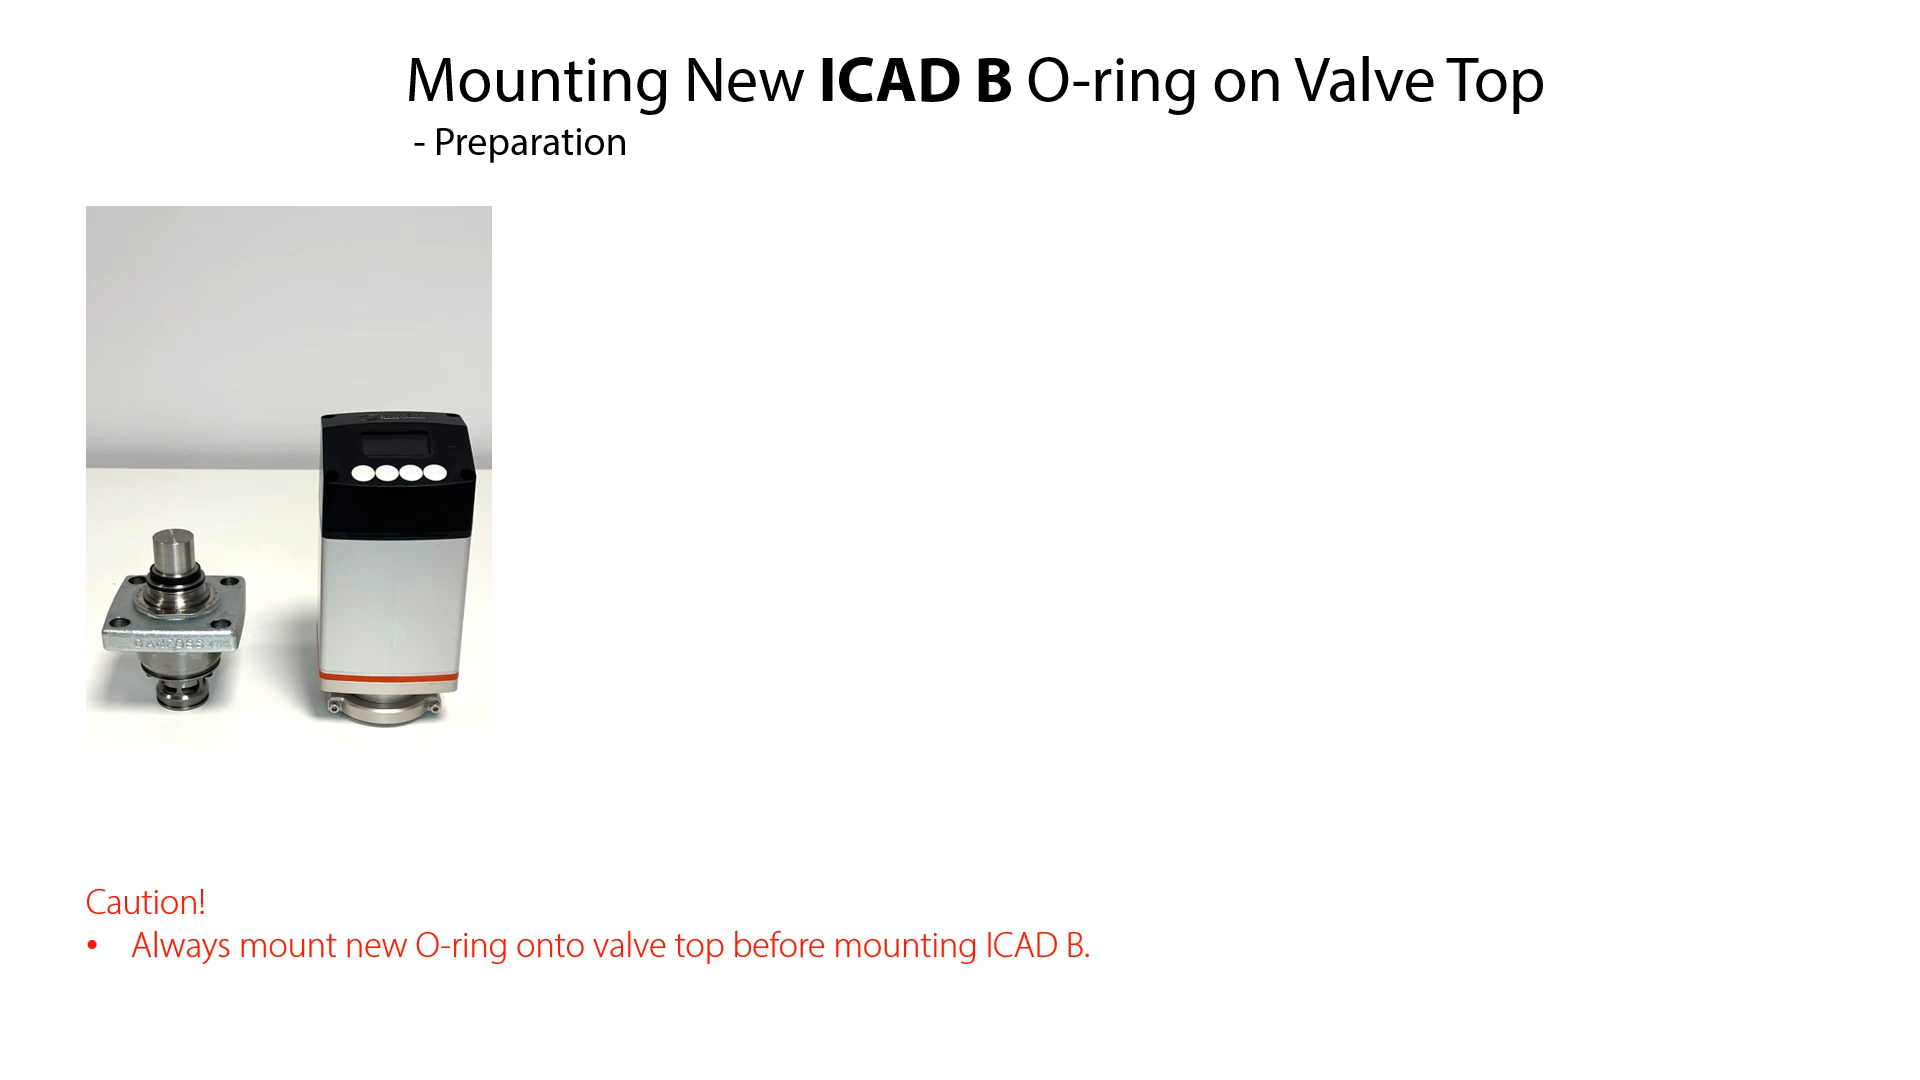 Mounting New ICAD B O-ring on Valve Top
- Preparation
Caution!
• Always mount new O-ring onto valve top before mounting ICAD B.